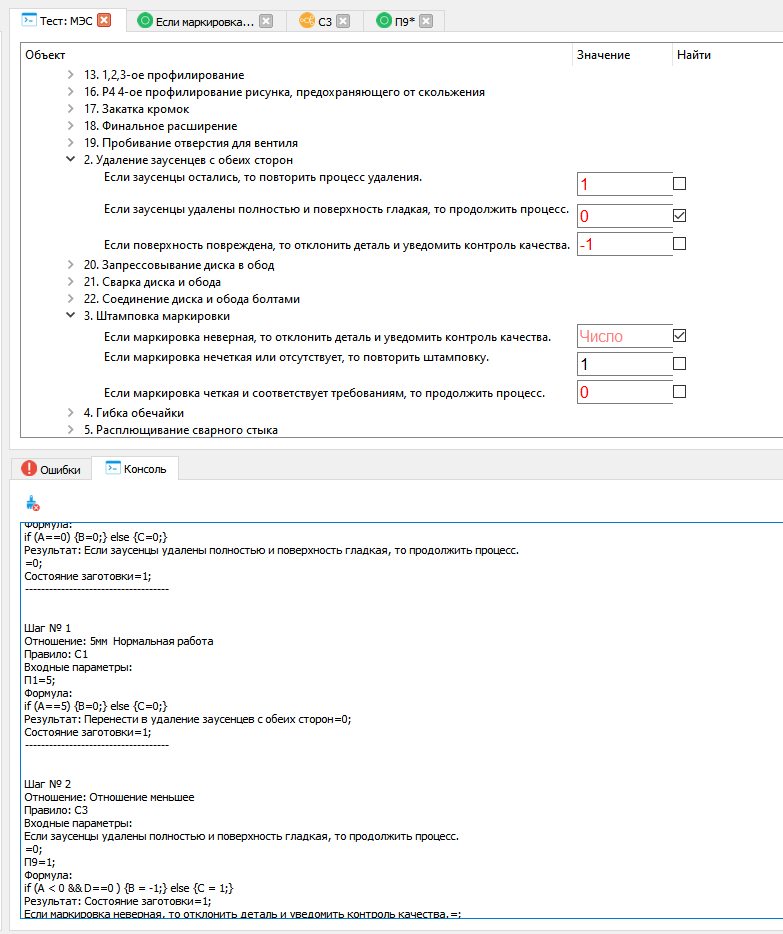 Тест: МЭС
Если маркировка...
С3
П9*
Объект Значение Найти
13. 1,2,3-ое профилирование
16. P4 4-ое профилирование рисунка, предохраняющего от скольжения
17. Закатка кромок
18. Финальное расширение
19. Пробивание отверстия для вентиля
2. Удаление заусенцев с обеих сторон
Если заусенцы остались, то повторить процесс удаления. 1
Если заусенцы удалены полностью и поверхность гладкая, то продолжить процесс. 0
Если поверхность повреждена, то отклонить деталь и уведомить контроль качества. -1
20. Запрессовывание диска в обод
21. Сварка диска и обода
22. Соединение диска и обода болтами
3. Штамповка маркировки
Если маркировка неверная, то отклонить деталь и уведомить контроль качества. Число
Если маркировка нечеткая или отсутствует, то повторить штамповку. 1
Если маркировка четкая и соответствует требованиям, то продолжить процесс. 0
4. Гибка обечайки
5. Расплющивание сварного стыка
Ошибки
Консоль
Формула:
if (A==0) {B=0;} else {C=0;}
Результат: Если заусенцы удалены полностью и поверхность гладкая, то продолжить процесс.
=0;
Состояние заготовки=1;
------------------------------------
Шаг № 1
Отношение: 5мм  Нормальная работа
Правило: С1
Входные параметры:
П1=5;
Формула:
if (A==5) {B=0;} else {C=0;}
Результат: Перенести в удаление заусенцев с обеих сторон=0;
Состояние заготовки=1;
------------------------------------
Шаг № 2
Отношение: Отношение меньшее
Правило: С3
Входные параметры:
Если заусенцы удалены полностью и поверхность гладкая, то продолжить процесс.
=0;
П9=1;
Формула:
if (A < 0 && D==0 ) {B = -1;} else {C = 1;}
Результат: Состояние заготовки=1;
Если маркировка неверная, то отклонить деталь и уведомить контроль качества.=;